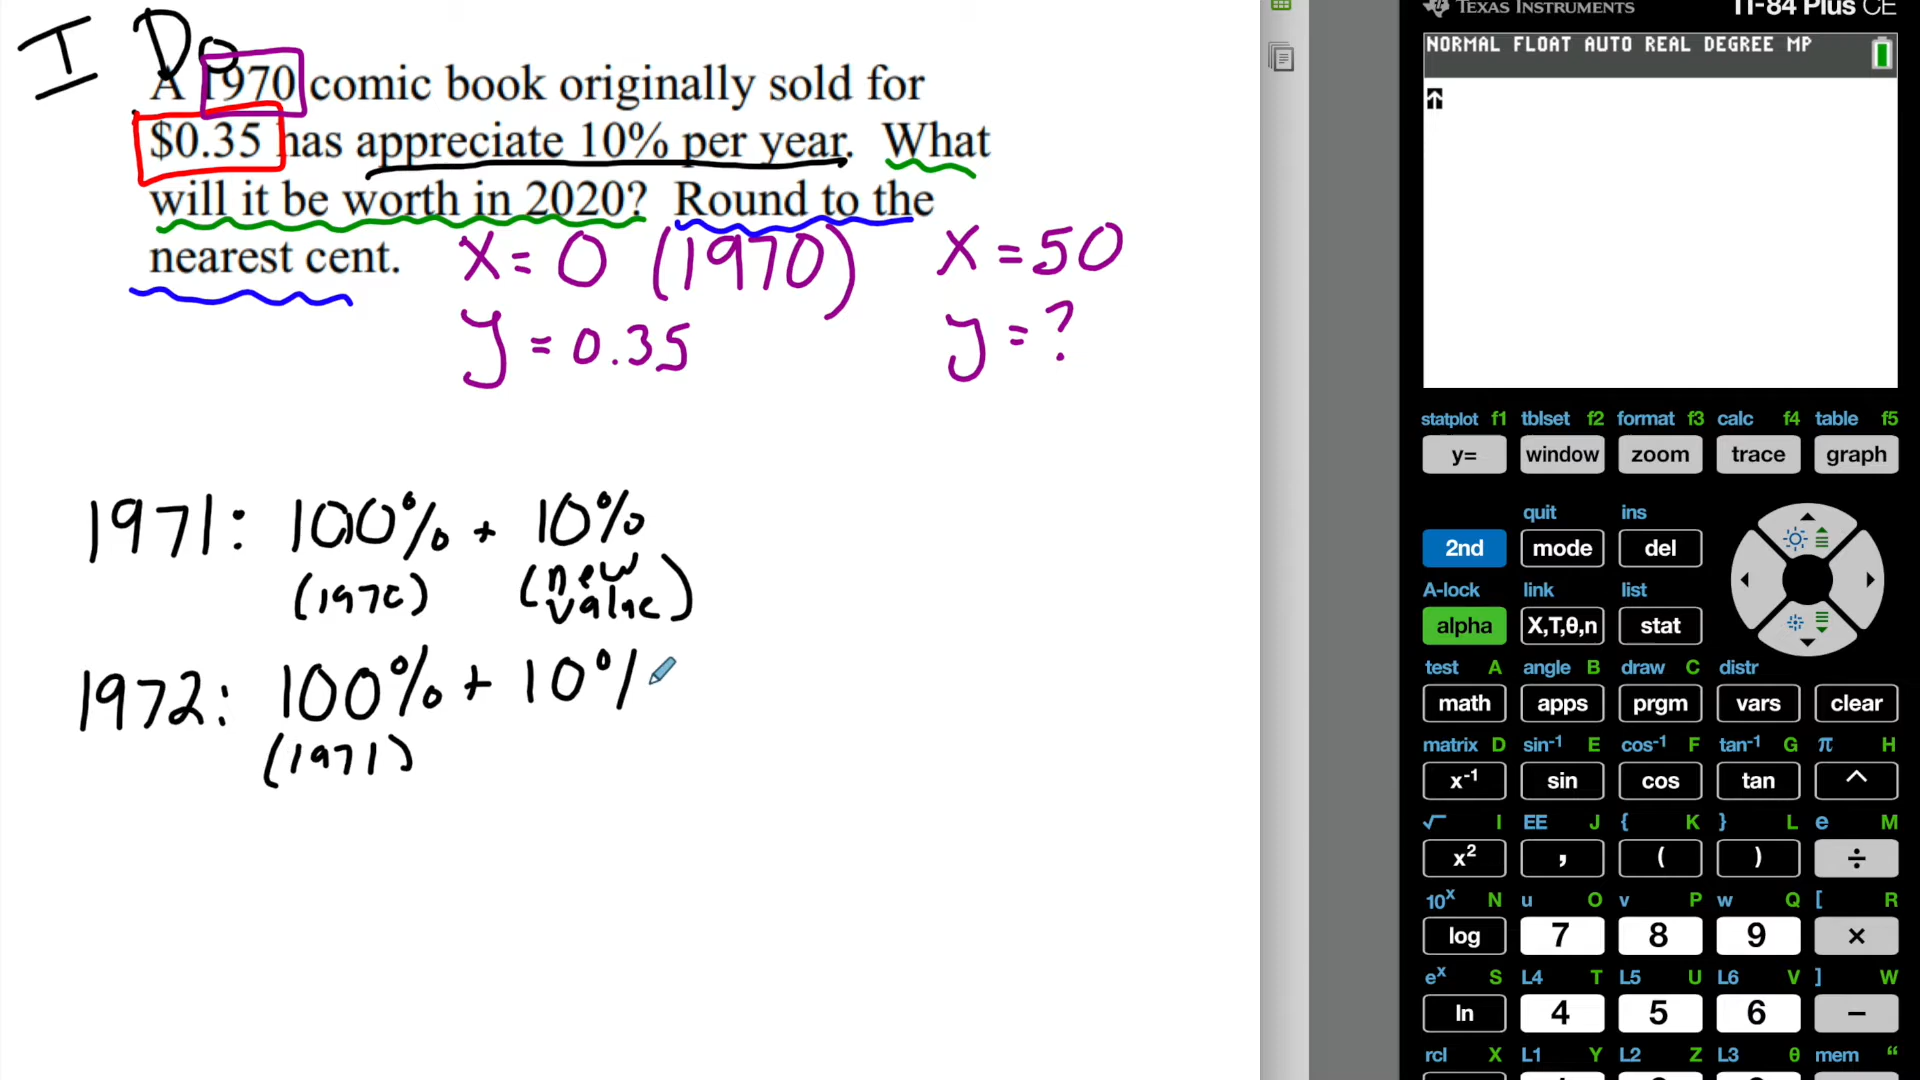 I Do
A 1970 comic book originally sold for
$0.35 has appreciate 10% per year. What
will it be worth in 2020? Round to the
nearest cent.
x = 0 (1970)
y = 0.35
x = 50
y = ?
1971: 100% + 10%
(1970) (new value)
1972: 100% + 10%
(1971)
TEXAS INSTRUMENTS TI-84 Plus CE
NORMAL FLOAT AUTO REAL DEGREE MP
statplot f1 tblset f2 format f3 calc f4 table f5
y= window zoom trace graph
quit ins
2nd mode del
A-lock link list
alpha X,T,θ,n stat
test A angle B draw C distr
math apps prgm vars clear
matrix D sin⁻¹ E cos⁻¹ F tan⁻¹ G π H
x⁻¹ sin cos tan ^
√ I EE J { K } L e M
x² , ( ) ÷
10ˣ N u O v P w Q [ R
log 7 8 9 ×
eˣ S L4 T L5 U L6 V ] W
ln 4 5 6 −
rcl X L1 Y L2 Z L3 θ mem "